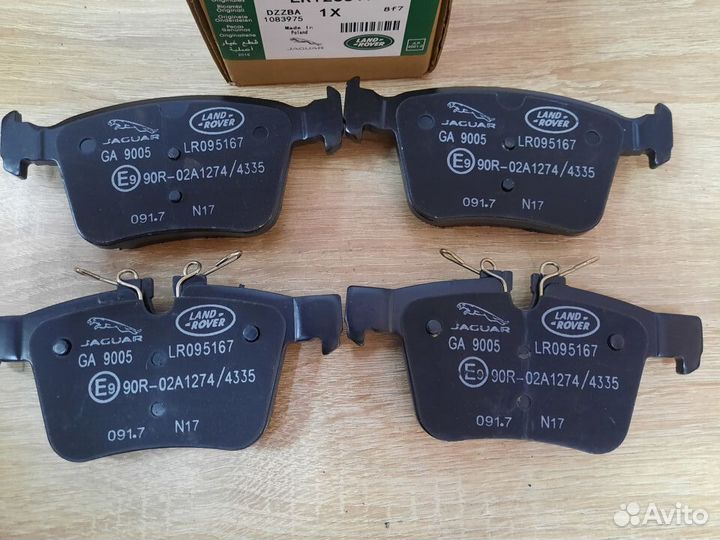 Originalteile
DZZBA 1X 8f7
1083975
Made in
Poland
JAGUAR
LAND-
ROVER
JAGUAR
LAND-
ROVER
GA 9005
LR095167
E9 90R-02A1274/4335
091.7 N17
JAGUAR
LAND-
ROVER
GA 9005
LR095167
E9 90R-02A1274/4335
091.7 N17
JAGUAR
LAND-
ROVER
GA 9005
LR095167
E9 90R-02A1274/4335
091.7 N17
JAGUAR
LAND-
ROVER
GA 9005
LR095167
E9 90R-02A1274/4335
091.7 N17
Avito